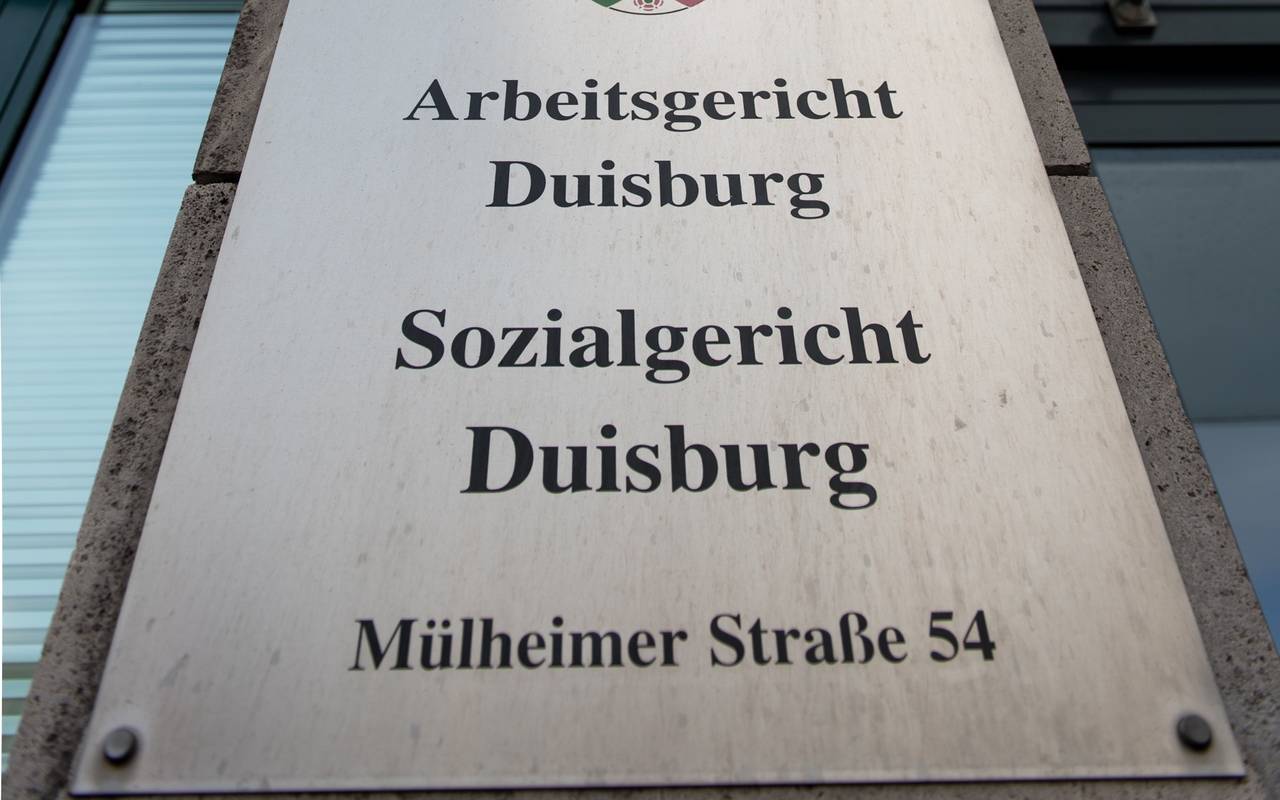 Arbeitsgericht
Duisburg
Sozialgericht
Duisburg
Mülheimer Straße 54